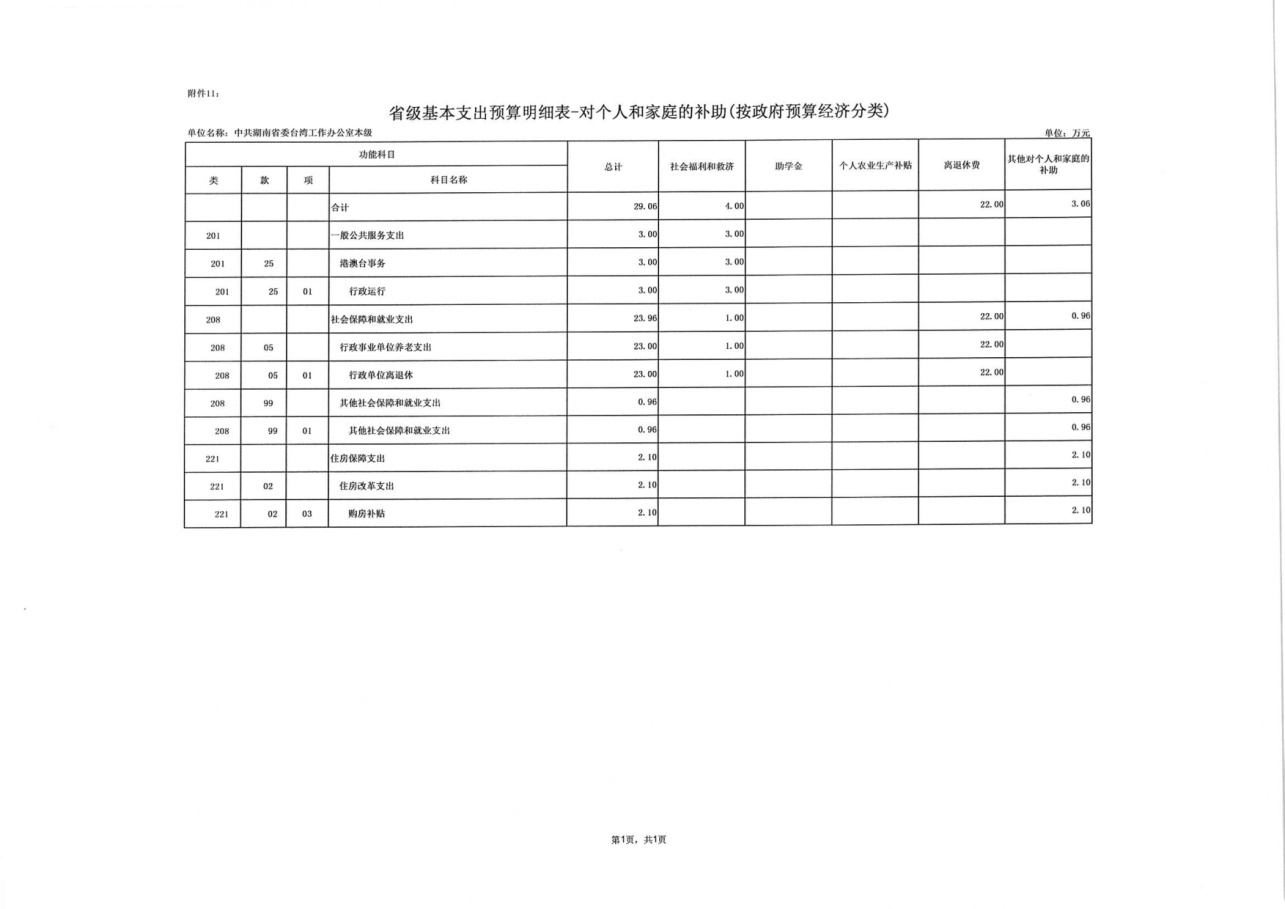 附件11：
省级基本支出预算明细表-对个人和家庭的补助(按政府预算经济分类)
单位名称：中共湖南省委台湾工作办公室本级 单位：万元
功能科目 总计 社会福利和救济 助学金 个人农业生产补贴 离退休费 其他对个人和家庭的
补助
类 款 项 科目名称
合计 29.06 4.00 22.00 3.06
201 一般公共服务支出 3.00 3.00
201 25 港澳台事务 3.00 3.00
201 25 01 行政运行 3.00 3.00
208 社会保障和就业支出 23.96 1.00 22.00 0.96
208 05 行政事业单位养老支出 23.00 1.00 22.00
208 05 01 行政单位离退休 23.00 1.00 22.00
208 99 其他社会保障和就业支出 0.96 0.96
208 99 01 其他社会保障和就业支出 0.96 0.96
221 住房保障支出 2.10 2.10
221 02 住房改革支出 2.10 2.10
221 02 03 购房补贴 2.10 2.10
第1页，共1页